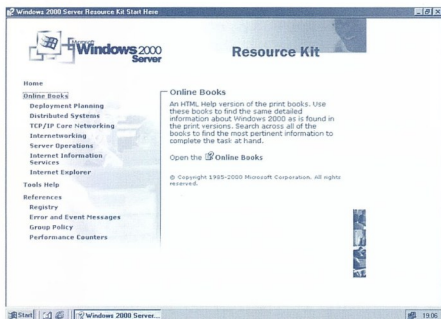 Windows 2000 Server Resource Kit Start Here
Microsoft
Windows 2000
Server
Resource Kit
Home
Online Books
Deployment Planning
Distributed Systems
TCP/IP Core Networking
Internetworking
Server Operations
Internet Information
Services
Internet Explorer
Tools Help
References
Registry
Error and Event Messages
Group Policy
Performance Counters
Online Books
An HTML Help version of the print books. Use
these books to find the same detailed
information about Windows 2000 as is found in
the print versions. Search across all of the
books to find the most pertinent information to
complete the task at hand.
Open the Online Books
© Copyright 1985-2000 Microsoft Corporation. All rights
reserved.
Start
Windows 2000 Server...
19:06